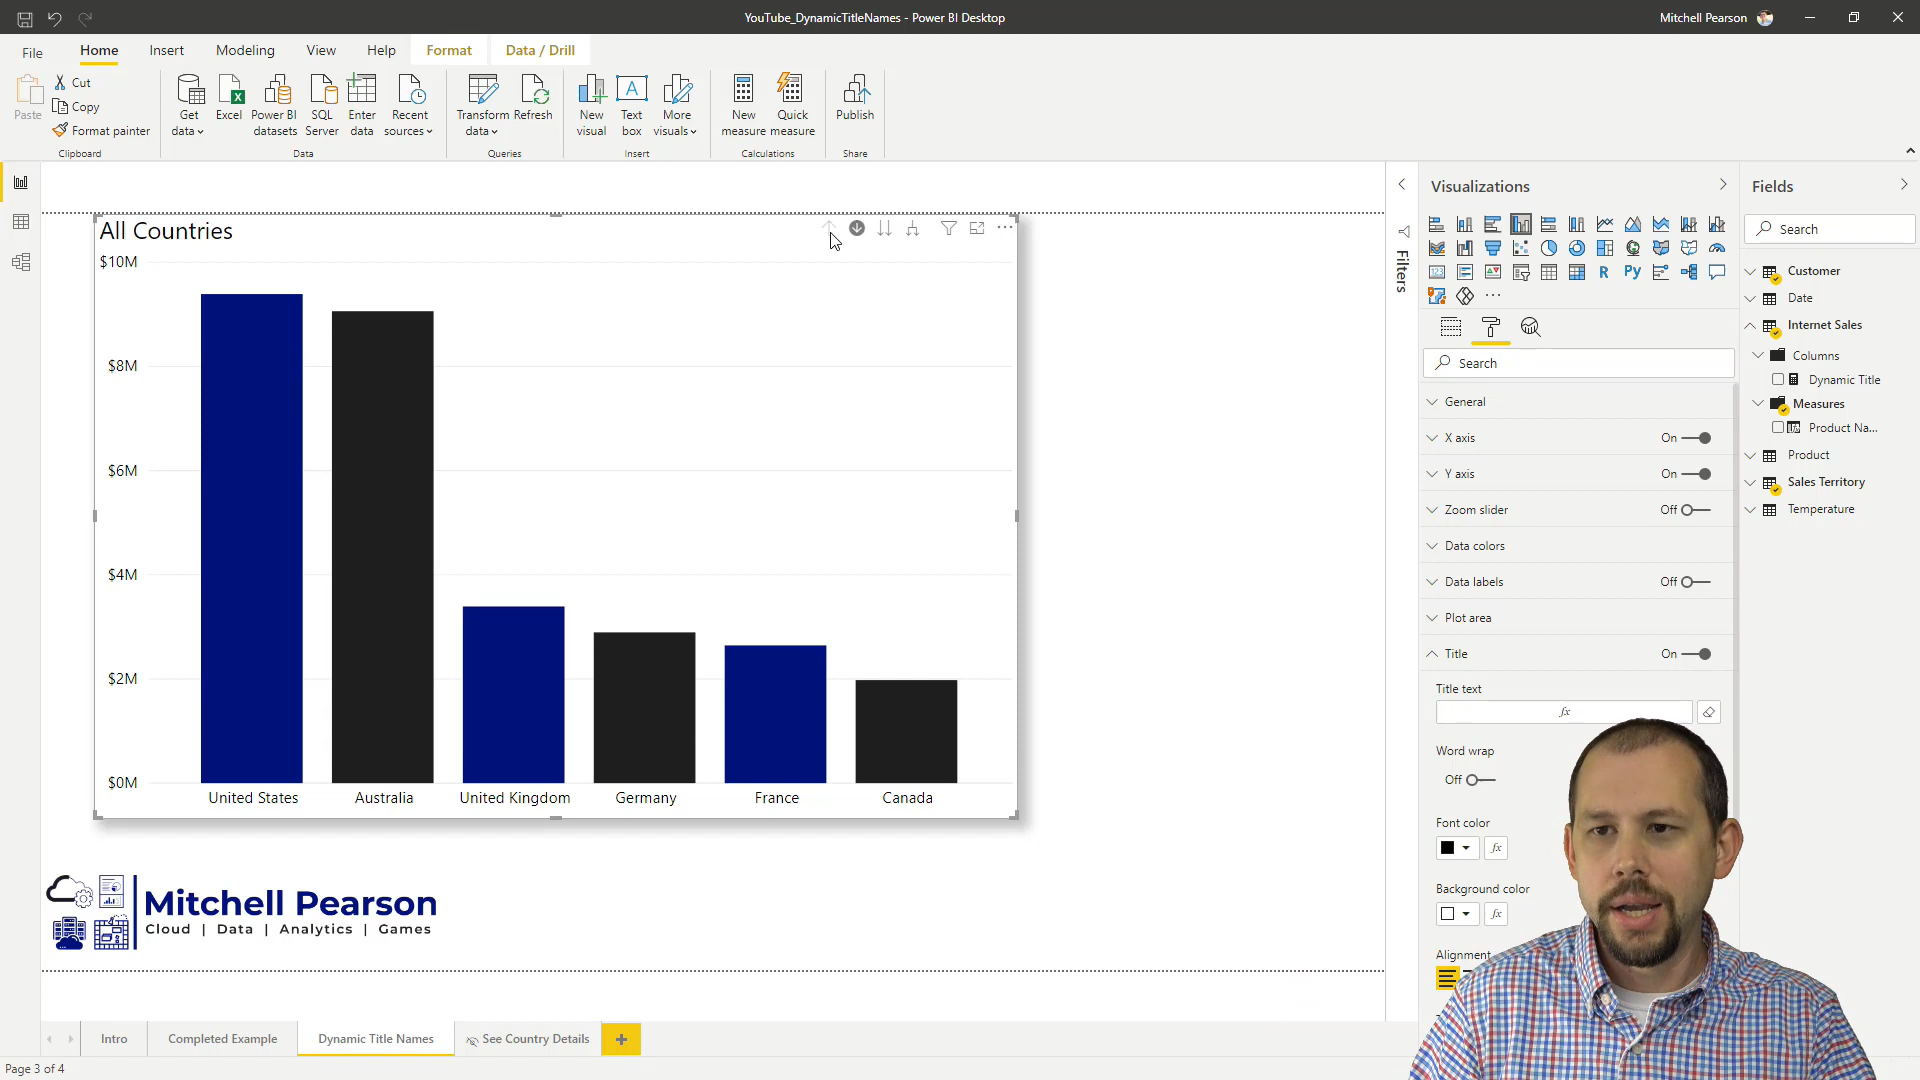 YouTube_DynamicTitleNames - Power BI Desktop
Mitchell Pearson
File
Home
Insert
Modeling
View
Help
Format
Data / Drill
Paste
Cut
Copy
Format painter
Clipboard
Get data
Excel
Power BI datasets
SQL Server
Enter data
Recent sources
Data
Transform data
Refresh
Queries
New visual
Text box
More visuals
Insert
New measure
Quick measure
Calculations
Publish
Share
All Countries
$10M
$8M
$6M
$4M
$2M
$0M
United States
Australia
United Kingdom
Germany
France
Canada
Mitchell Pearson
Cloud | Data | Analytics | Games
Filters
Visualizations
R
Py
Search
General
X axis On
Y axis On
Zoom slider Off
Data colors
Data labels Off
Plot area
Title On
Title text
fx
Word wrap
Off
Font color
fx
Background color
fx
Alignment
Fields
Search
Customer
Date
Internet Sales
Columns
Dynamic Title
Measures
Product Na...
Product
Sales Territory
Temperature
Intro
Completed Example
Dynamic Title Names
See Country Details
+
Page 3 of 4